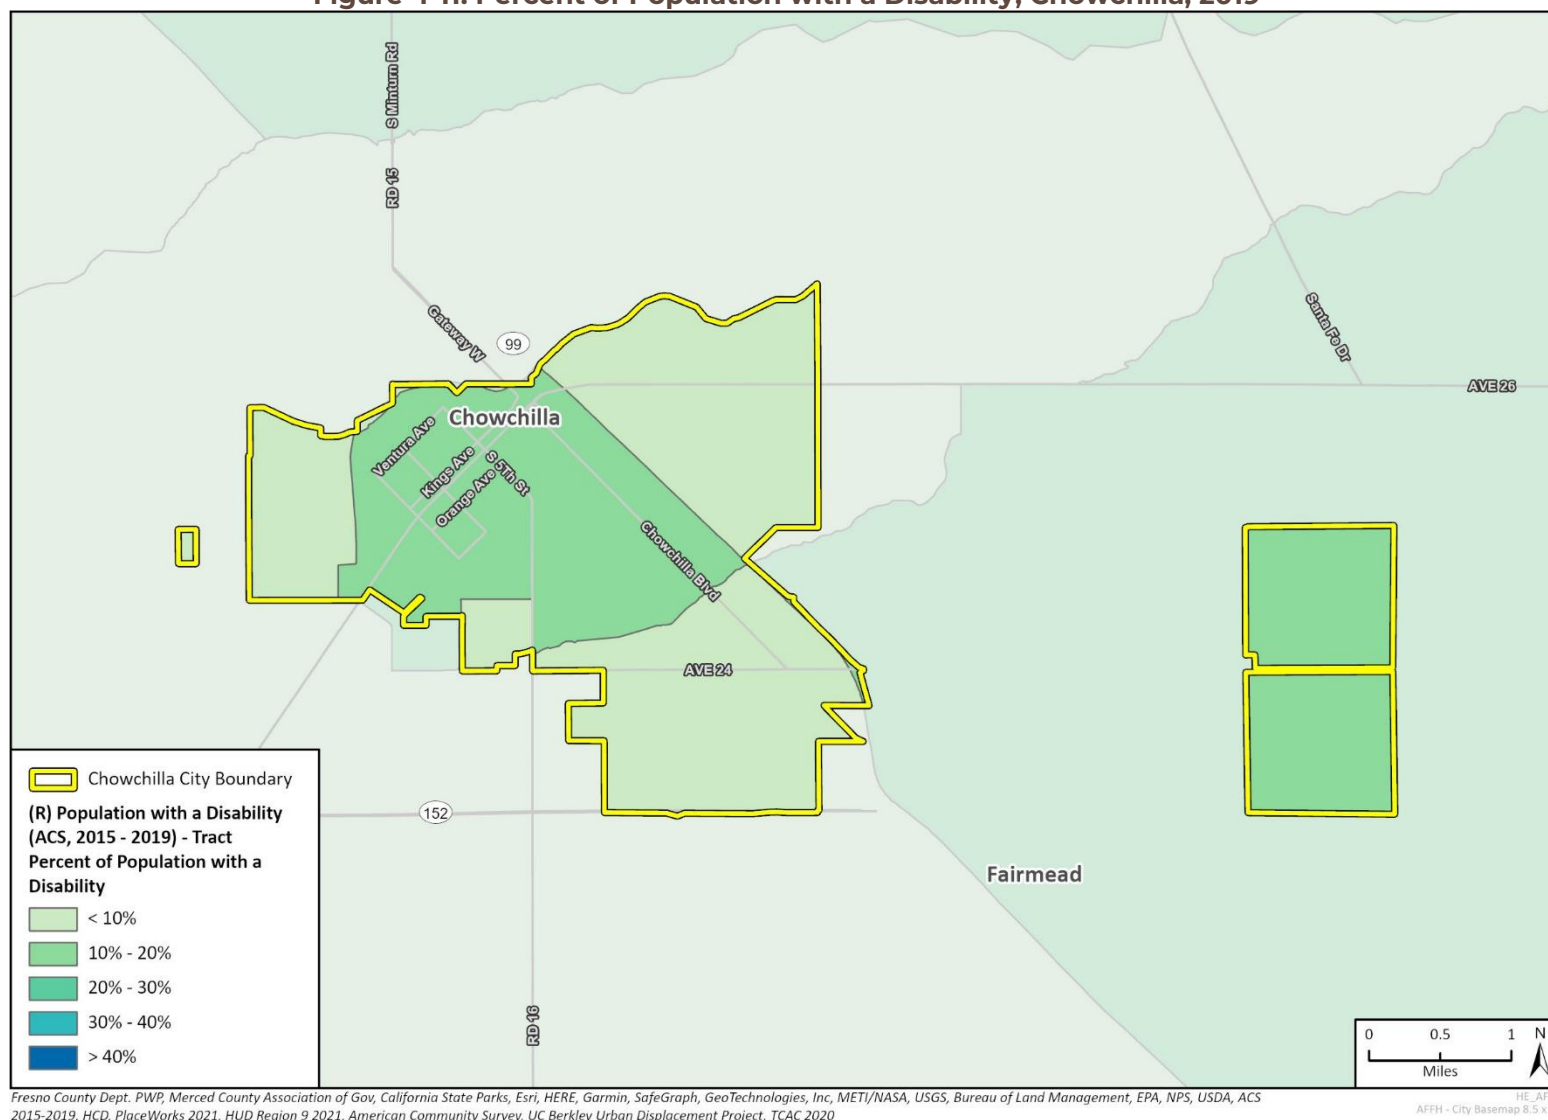 Figure 4-11. Percent of Population with a Disability, Chowchilla, 2019
S Minturn Rd
RD 15
Gateway W
99
Santa Fe Dr
AVE 26
Chowchilla
Ventura Ave
Kings Ave
S 5Th St
Orange Ave
Chowchilla Blvd
AVE 24
152
Fairmead
RD 16
Chowchilla City Boundary
(R) Population with a Disability
(ACS, 2015 - 2019) - Tract
Percent of Population with a
Disability
< 10%
10% - 20%
20% - 30%
30% - 40%
> 40%
0 0.5 1 N
Miles
Fresno County Dept. PWP, Merced County Association of Gov, California State Parks, Esri, HERE, Garmin, SafeGraph, GeoTechnologies, Inc, METI/NASA, USGS, Bureau of Land Management, EPA, NPS, USDA, ACS
2015-2019, HCD, PlaceWorks 2021, HUD Region 9 2021, American Community Survey, UC Berkley Urban Displacement Project, TCAC 2020
AFFH - City Basemap 8.5 x